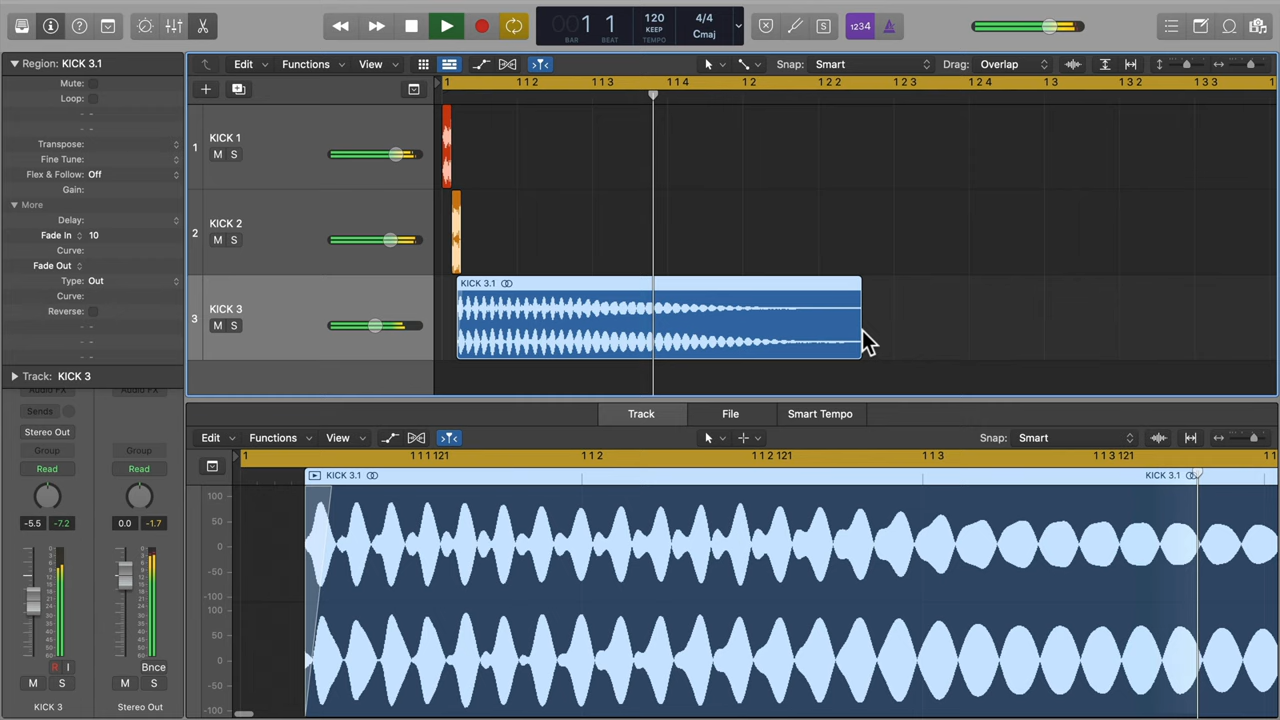 001 1
BAR BEAT
120
KEEP
TEMPO
4/4
Cmaj
S
1234
Region: KICK 3.1
Mute:
Loop:
Transpose:
Fine Tune:
Flex & Follow: Off
Gain:
More
Delay:
Fade In 10
Curve:
Fade Out
Type: Out
Curve:
Reverse:
Track: KICK 3
Audio FX Audio FX
Sends
Stereo Out
Group Group
Read Read
-5.5 -7.2 0.0 -1.7
R I Bnce
M S M S
KICK 3 Stereo Out
Edit Functions View Snap: Smart Drag: Overlap
1 1 1 2 1 1 3 1 1 4 1 2 1 2 2 1 2 3 1 2 4 1 3 1 3 3
1 KICK 1
M S
2 KICK 2
M S
3 KICK 3
M S
KICK 3.1
Track File Smart Tempo
Edit Functions View Snap: Smart
1 1 1 1 121 1 1 2 1 1 2 121 1 1 3 1 1 3 121 1 1
KICK 3.1 KICK 3.1
100
50
0
-50
-100
100
50
0
-50
-100